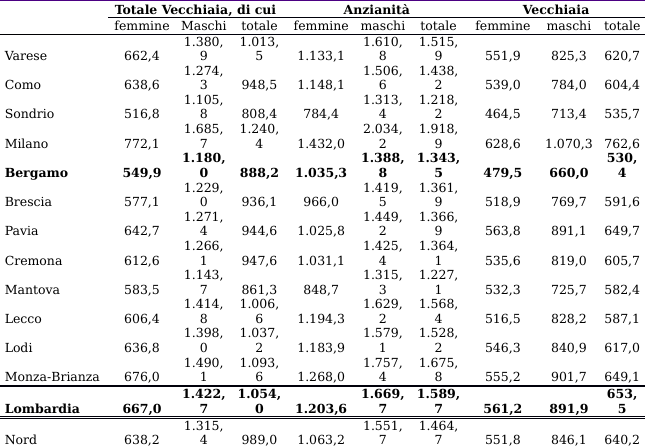 Totale Vecchiaia, di cui Anzianità Vecchiaia
femmine Maschi totale femmine maschi totale femmine maschi totale
Varese 662,4 1.380,9 1.013,5 1.133,1 1.610,8 1.515,9 551,9 825,3 620,7
Como 638,6 1.274,3 948,5 1.148,1 1.506,6 1.438,2 539,0 784,0 604,4
Sondrio 516,8 1.105,8 808,4 784,4 1.313,4 1.218,2 464,5 713,4 535,7
Milano 772,1 1.685,7 1.240,4 1.432,0 2.034,2 1.918,9 628,6 1.070,3 762,6
Bergamo 549,9 1.180,0 888,2 1.035,3 1.388,8 1.343,5 479,5 660,0 530,4
Brescia 577,1 1.229,0 936,1 966,0 1.419,5 1.361,9 518,9 769,7 591,6
Pavia 642,7 1.271,4 944,6 1.025,8 1.449,2 1.366,9 563,8 891,1 649,7
Cremona 612,6 1.266,1 947,6 1.031,1 1.425,4 1.364,1 535,6 819,0 605,7
Mantova 583,5 1.143,7 861,3 848,7 1.315,3 1.227,1 532,3 725,7 582,4
Lecco 606,4 1.414,8 1.006,6 1.194,3 1.629,2 1.568,4 516,5 828,2 587,1
Lodi 636,8 1.398,0 1.037,2 1.183,9 1.579,1 1.528,2 546,3 840,9 617,0
Monza-Brianza 676,0 1.490,1 1.093,6 1.268,0 1.757,4 1.675,8 555,2 901,7 649,1
Lombardia 667,0 1.422,7 1.054,0 1.203,6 1.669,7 1.589,7 561,2 891,9 653,5
Nord 638,2 1.315,4 989,0 1.063,2 1.551,7 1.464,7 551,8 846,1 640,2